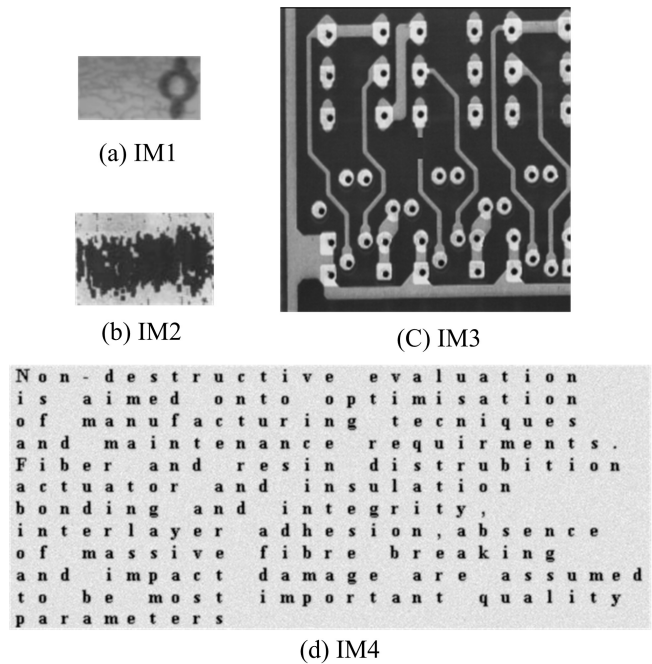 (a) IM1
(b) IM2
(C) IM3
Non-destructive evaluation
is aimed onto optimisation
of manufacturing tecniques
and maintenance requirments.
Fiber and resin distrubition
actuator and insulation
bonding and integrity,
interlayer adhesion,absence
of massive fibre breaking
and impact damage are assumed
to be most important quality
parameters
(d) IM4